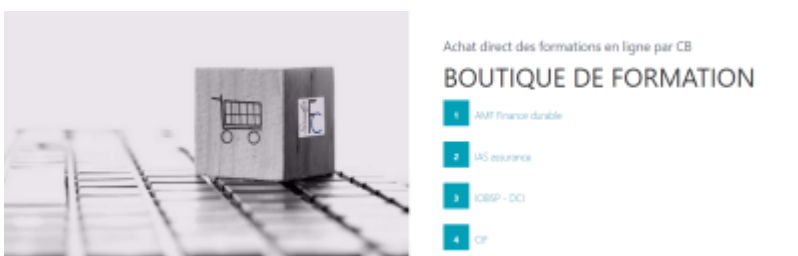 Achat direct des formations en ligne par CB
BOUTIQUE DE FORMATION
1 AMF Finance durable
2 IAS assurance
3 IOBSP - DCI
4 CIF